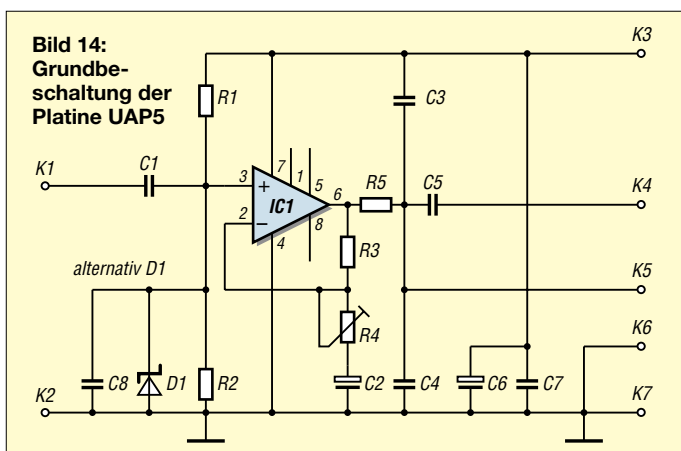 Bild 14:
Grundbe-
schaltung der
Platine UAP5
K3
R1
C3
K1
C1
7
1
3
+
5
6
R5
C5
K4
IC1
2
–
8
4
R3
alternativ D1
K5
R4
K6
C8
D1
R2
C2
C4
C6
C7
K2
K7